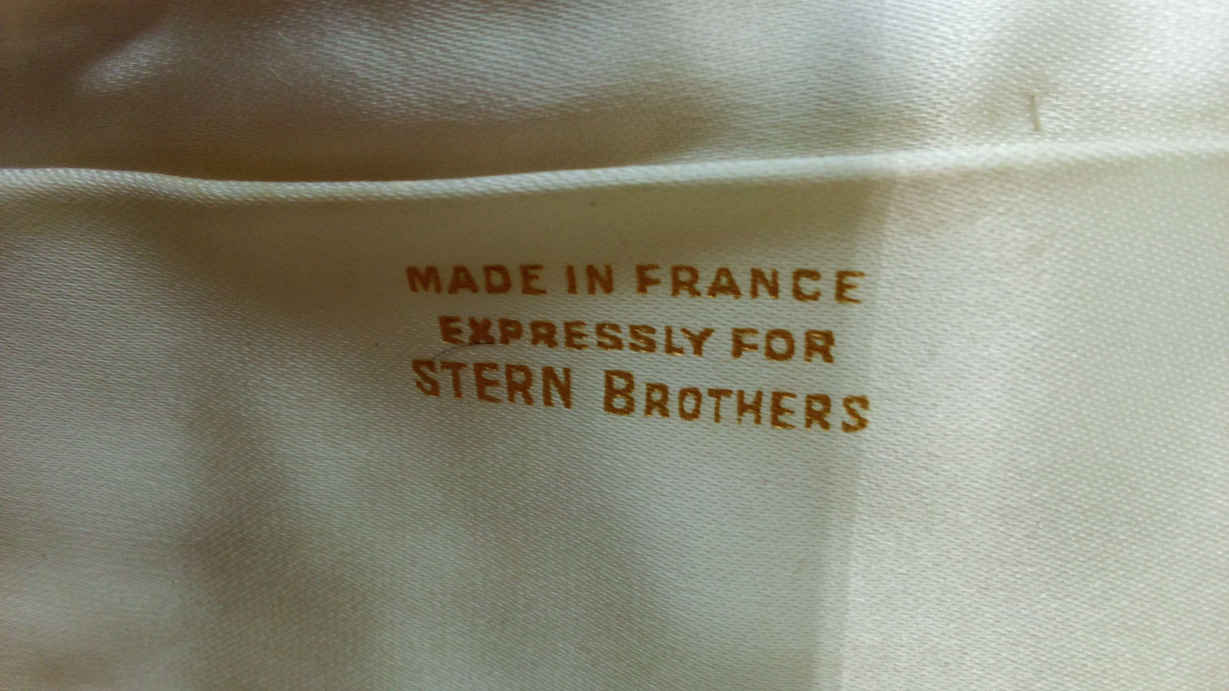 MADE IN FRANCE
EXPRESSLY FOR
STERN BROTHERS